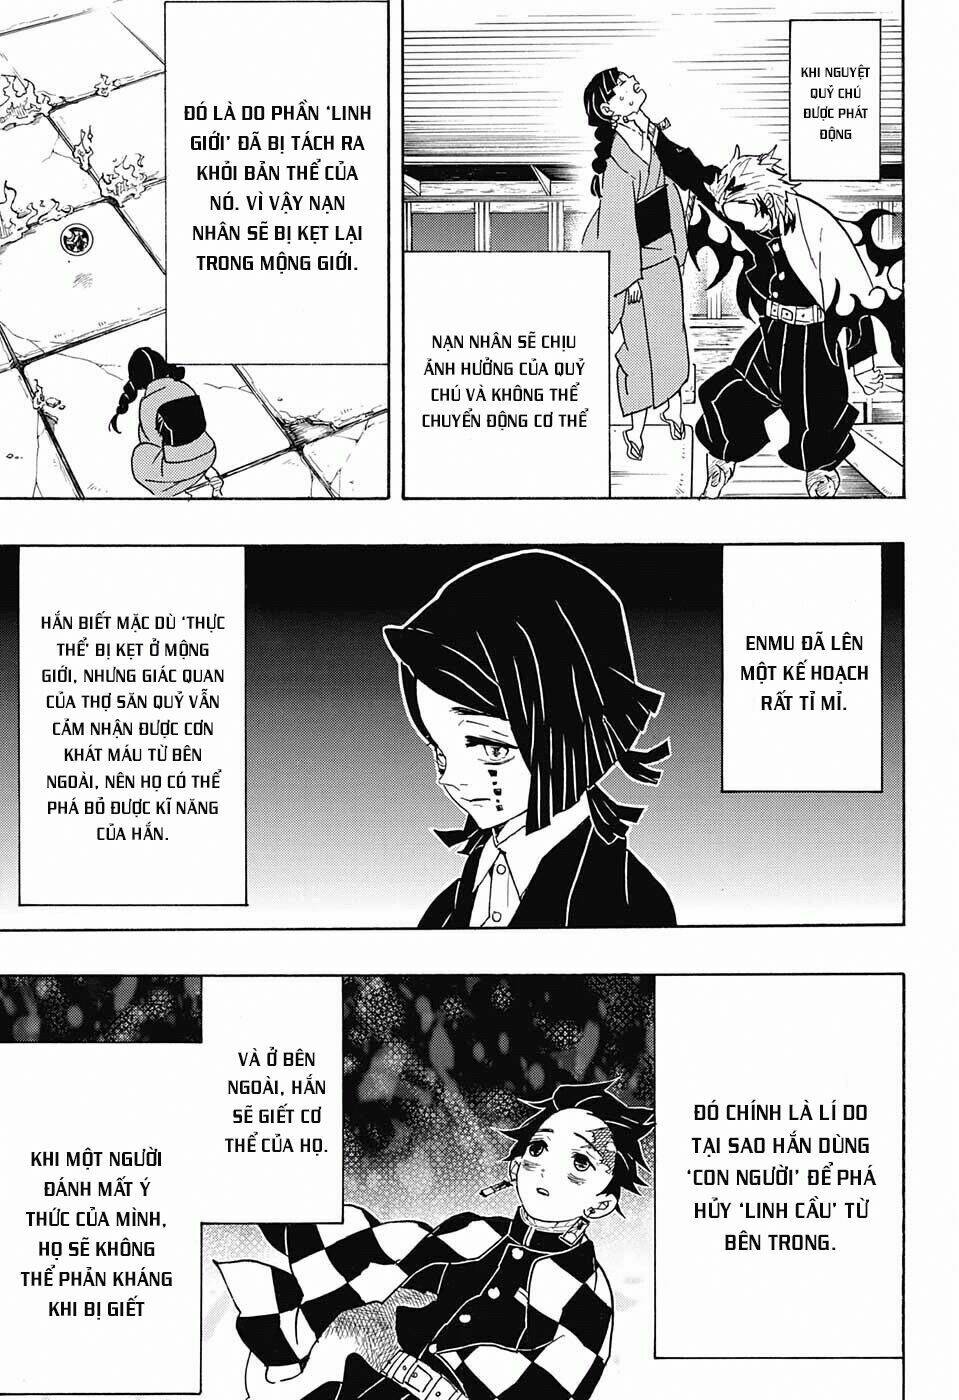 KHI NGUYỆT
QUỶ CHÚ
ĐƯỢC PHÁT
ĐỘNG
NẠN NHÂN SẼ CHỊU
ẢNH HƯỞNG CỦA QUỶ
CHÚ VÀ KHÔNG THỂ
CHUYỂN ĐỘNG CƠ THỂ
ĐÓ LÀ DO PHẦN ‘LINH
GIỚI’ ĐÃ BỊ TÁCH RA
KHỎI BẢN THỂ CỦA
NÓ. VÌ VẬY NẠN
NHÂN SẼ BỊ KẸT LẠI
TRONG MỘNG GIỚI.
ENMU ĐÃ LÊN
MỘT KẾ HOẠCH
RẤT TỈ MỈ.
HẮN BIẾT MẶC DÙ ‘THỰC
THỂ’ BỊ KẸT Ở MỘNG
GIỚI, NHƯNG GIÁC QUAN
CỦA THỢ SĂN QUỶ VẪN
CẢM NHẬN ĐƯỢC CƠN
KHÁT MÁU TỪ BÊN
NGOÀI, NÊN HỌ CÓ THỂ
PHÁ BỎ ĐƯỢC KĨ NĂNG
CỦA HẮN.
ĐÓ CHÍNH LÀ LÍ DO
TẠI SAO HẮN DÙNG
‘CON NGƯỜI’ ĐỂ PHÁ
HỦY ‘LINH CẦU’ TỪ
BÊN TRONG.
VÀ Ở BÊN
NGOÀI, HẮN
SẼ GIẾT CƠ
THỂ CỦA HỌ.
KHI MỘT NGƯỜI
ĐÁNH MẤT Ý
THỨC CỦA MÌNH,
HỌ SẼ KHÔNG
THỂ PHẢN KHÁNG
KHI BỊ GIẾT